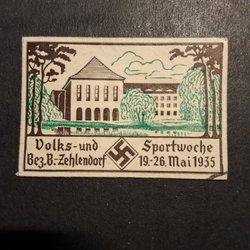 Volks- und Sportwoche
Bez. B.-Zehlendorf 19.-26. Mai 1935